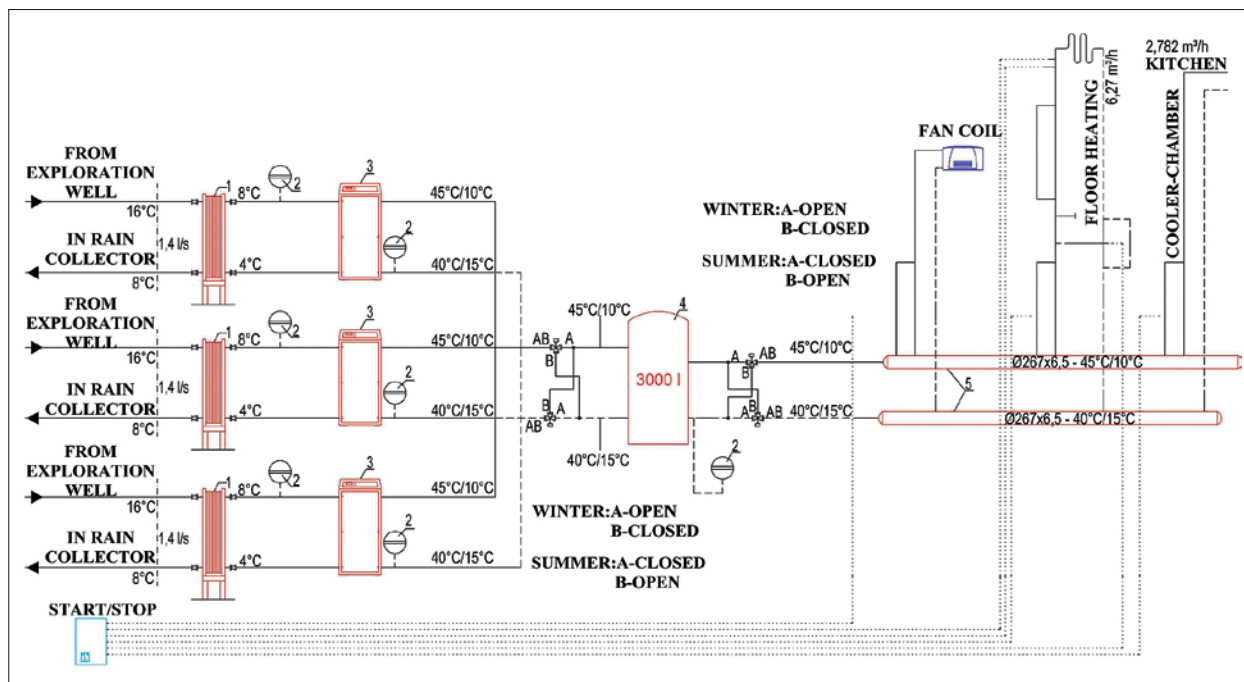 FROM
EXPLORATION
WELL
16°C
1
8°C
2
3
45°C/10°C
IN RAIN
COLLECTOR
8°C
1,4 l/s
4°C
2
40°C/15°C
FROM
EXPLORATION
WELL
16°C
1
8°C
2
3
45°C/10°C
IN RAIN
COLLECTOR
8°C
1,4 l/s
4°C
2
40°C/15°C
FROM
EXPLORATION
WELL
16°C
1
8°C
2
3
45°C/10°C
IN RAIN
COLLECTOR
8°C
1,4 l/s
4°C
2
40°C/15°C
START/STOP
AB A
B
B
A
AB
45°C/10°C
40°C/15°C
4
3000 l
2
A AB
B
B
A AB
45°C/10°C
40°C/15°C
WINTER:A-OPEN
B-CLOSED
SUMMER:A-CLOSED
B-OPEN
WINTER:A-OPEN
B-CLOSED
SUMMER:A-CLOSED
B-OPEN
FAN COIL
FLOOR HEATING
6,27 m³/h
2,782 m³/h
KITCHEN
COOLER-CHAMBER
Ø267x6,5 - 45°C/10°C
5
Ø267x6,5 - 40°C/15°C